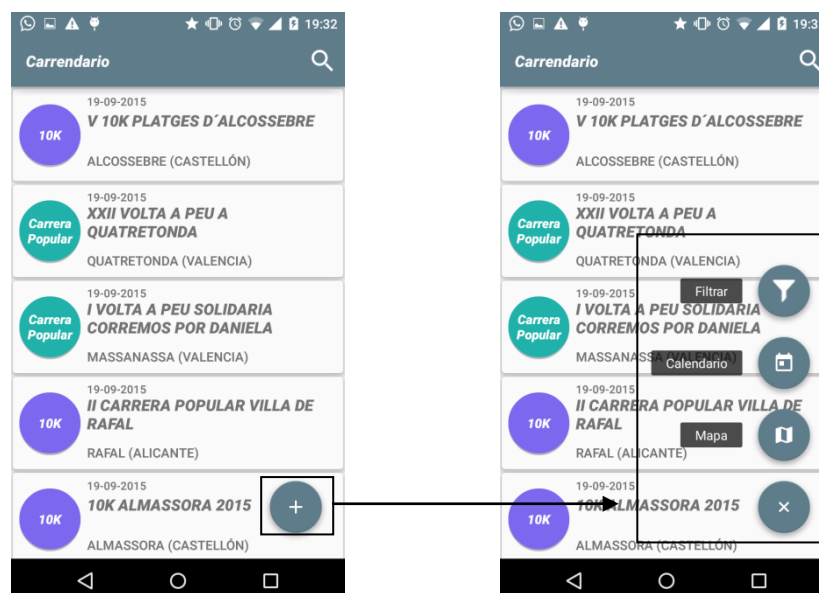 19:32
Carrendario
19-09-2015
10K
V 10K PLATGES D´ALCOSSEBRE
ALCOSSEBRE (CASTELLÓN)
19-09-2015
Carrera
Popular
XXII VOLTA A PEU A
QUATRETONDA
QUATRETONDA (VALENCIA)
19-09-2015
Carrera
Popular
I VOLTA A PEU SOLIDARIA
CORREMOS POR DANIELA
MASSANASSA (VALENCIA)
19-09-2015
10K
II CARRERA POPULAR VILLA DE
RAFAL
RAFAL (ALICANTE)
19-09-2015
10K
10K ALMASSORA 2015
ALMASSORA (CASTELLÓN)
19:3
Carrendario
19-09-2015
10K
V 10K PLATGES D´ALCOSSEBRE
ALCOSSEBRE (CASTELLÓN)
19-09-2015
Carrera
Popular
XXII VOLTA A PEU A
QUATRETONDA
QUATRETONDA (VALENCIA)
19-09-2015
Filtrar
Carrera
Popular
I VOLTA A PEU SOLIDARIA
CORREMOS POR DANIELA
MASSANASSA (VALENCIA)
Calendario
19-09-2015
10K
II CARRERA POPULAR VILLA DE
RAFAL
Mapa
RAFAL (ALICANTE)
19-09-2015
10K
10K ALMASSORA 2015
ALMASSORA (CASTELLÓN)